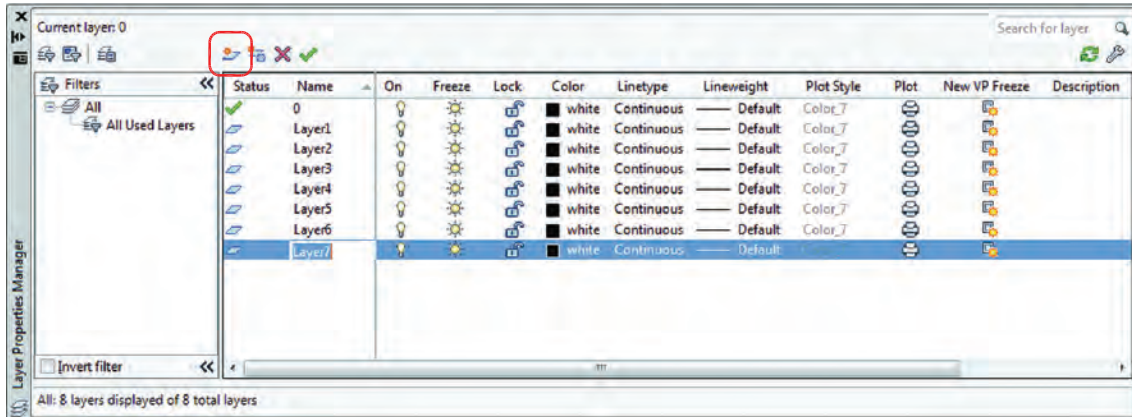 Current layer: 0
Search for layer
Filters
All
All Used Layers
Status Name On Freeze Lock Color Linetype Lineweight Plot Style Plot New VP Freeze Description
0 white Continuous Default Color_7
Layer1 white Continuous Default Color_7
Layer2 white Continuous Default Color_7
Layer3 white Continuous Default Color_7
Layer4 white Continuous Default Color_7
Layer5 white Continuous Default Color_7
Layer6 white Continuous Default Color_7
Layer7 white Continuous Default
Invert filter
All: 8 layers displayed of 8 total layers
Layer Properties Manager